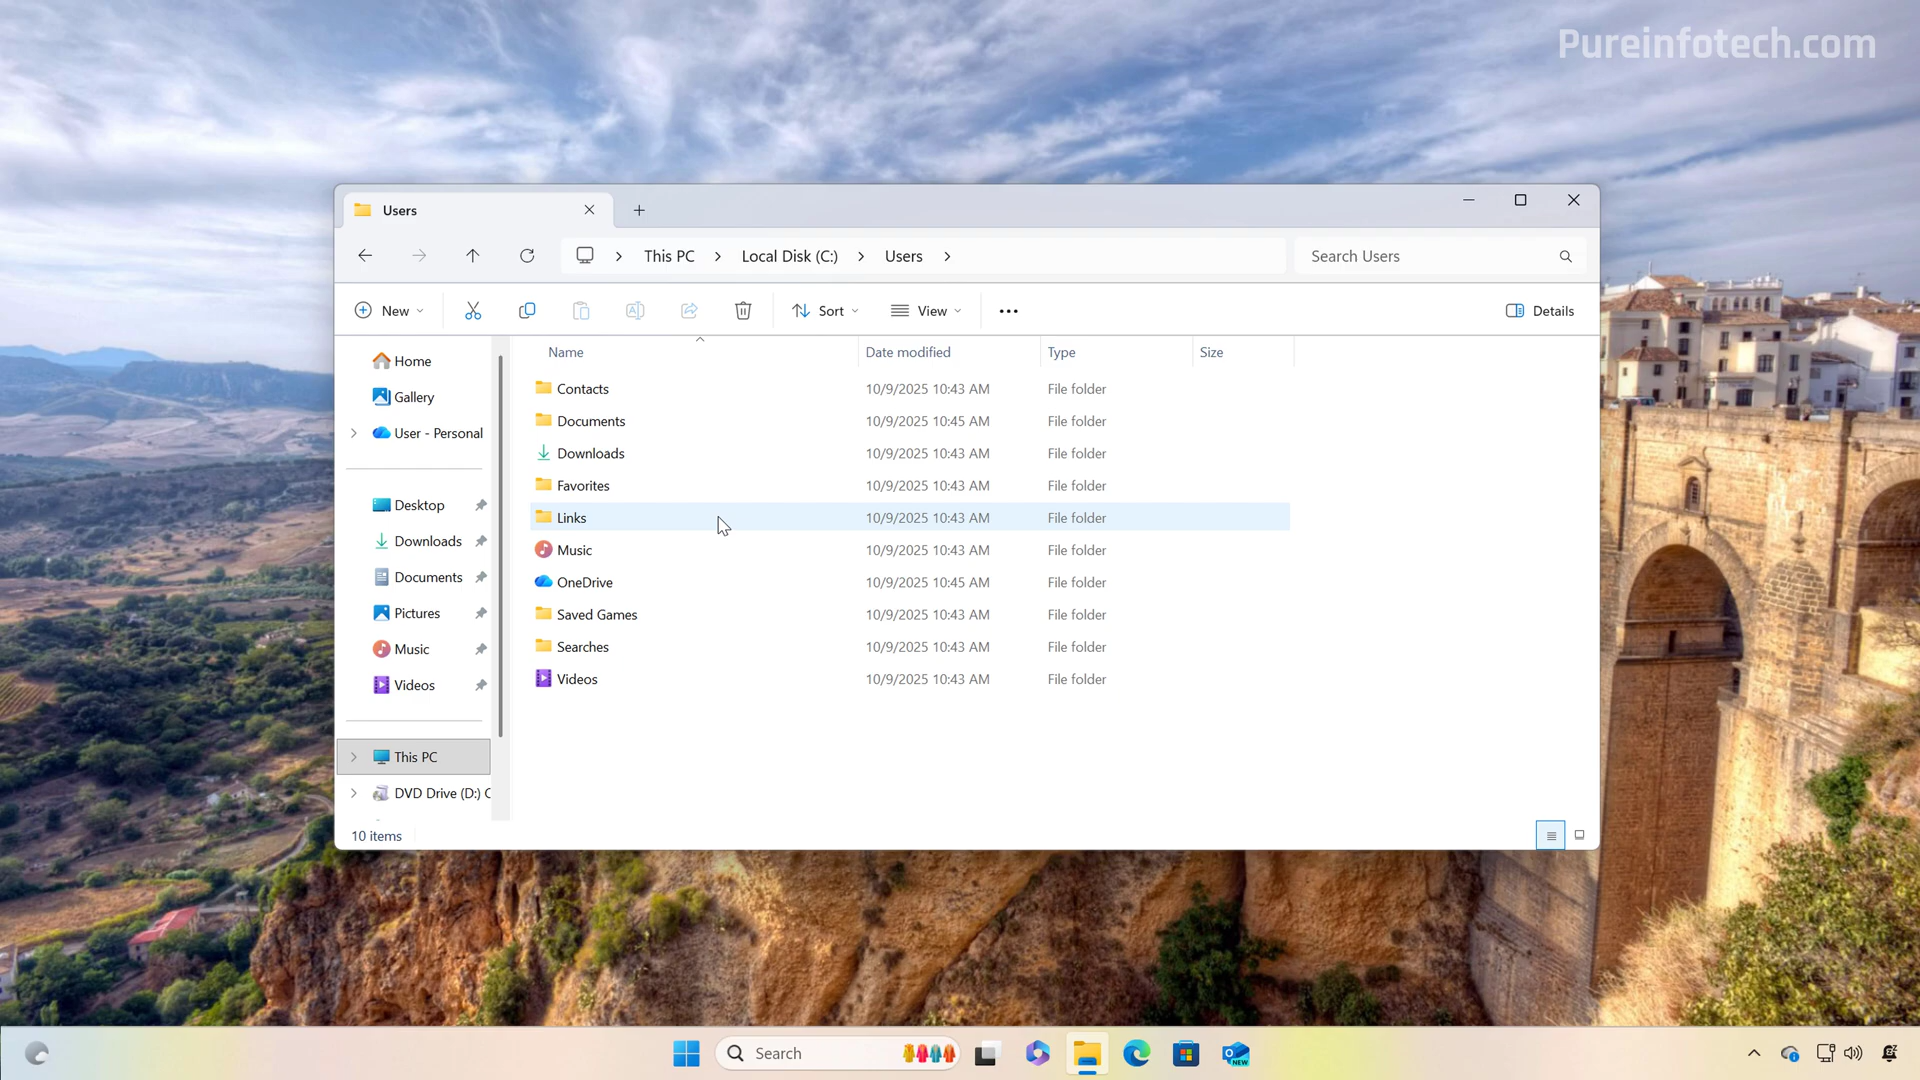 Pureinfotech.com
Users
This PC
Local Disk (C:)
Users
Search Users
New
Sort
View
Details
Home
Gallery
User - Personal
Desktop
Downloads
Documents
Pictures
Music
Videos
This PC
DVD Drive (D:) C
Name Date modified Type Size
Contacts 10/9/2025 10:43 AM File folder
Documents 10/9/2025 10:45 AM File folder
Downloads 10/9/2025 10:43 AM File folder
Favorites 10/9/2025 10:43 AM File folder
Links 10/9/2025 10:43 AM File folder
Music 10/9/2025 10:43 AM File folder
OneDrive 10/9/2025 10:45 AM File folder
Saved Games 10/9/2025 10:43 AM File folder
Searches 10/9/2025 10:43 AM File folder
Videos 10/9/2025 10:43 AM File folder
10 items
Search
NEW